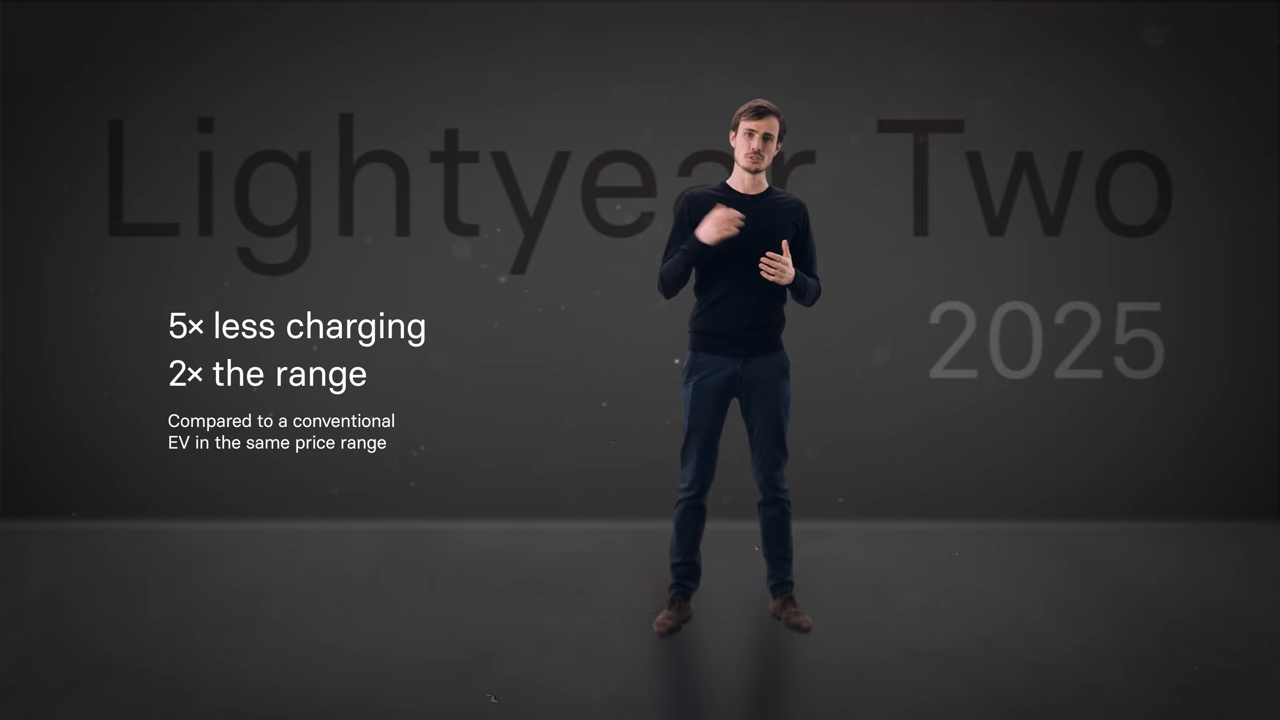 Lightyear Two
5× less charging
2× the range
2025
Compared to a conventional
EV in the same price range